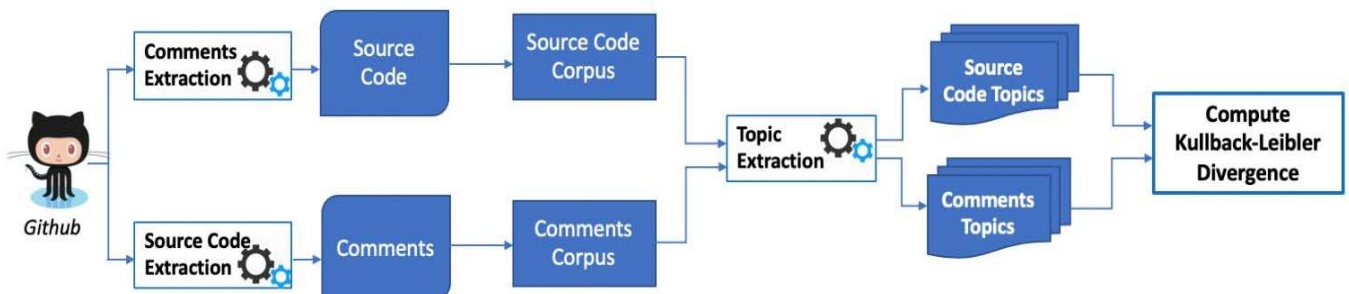 Comments
Extraction
Source
Code
Source Code
Corpus
Source
Code Topics
Topic
Extraction
Compute
Kullback-Leibler
Divergence
Github
Source Code
Extraction
Comments
Comments
Corpus
Comments
Topics